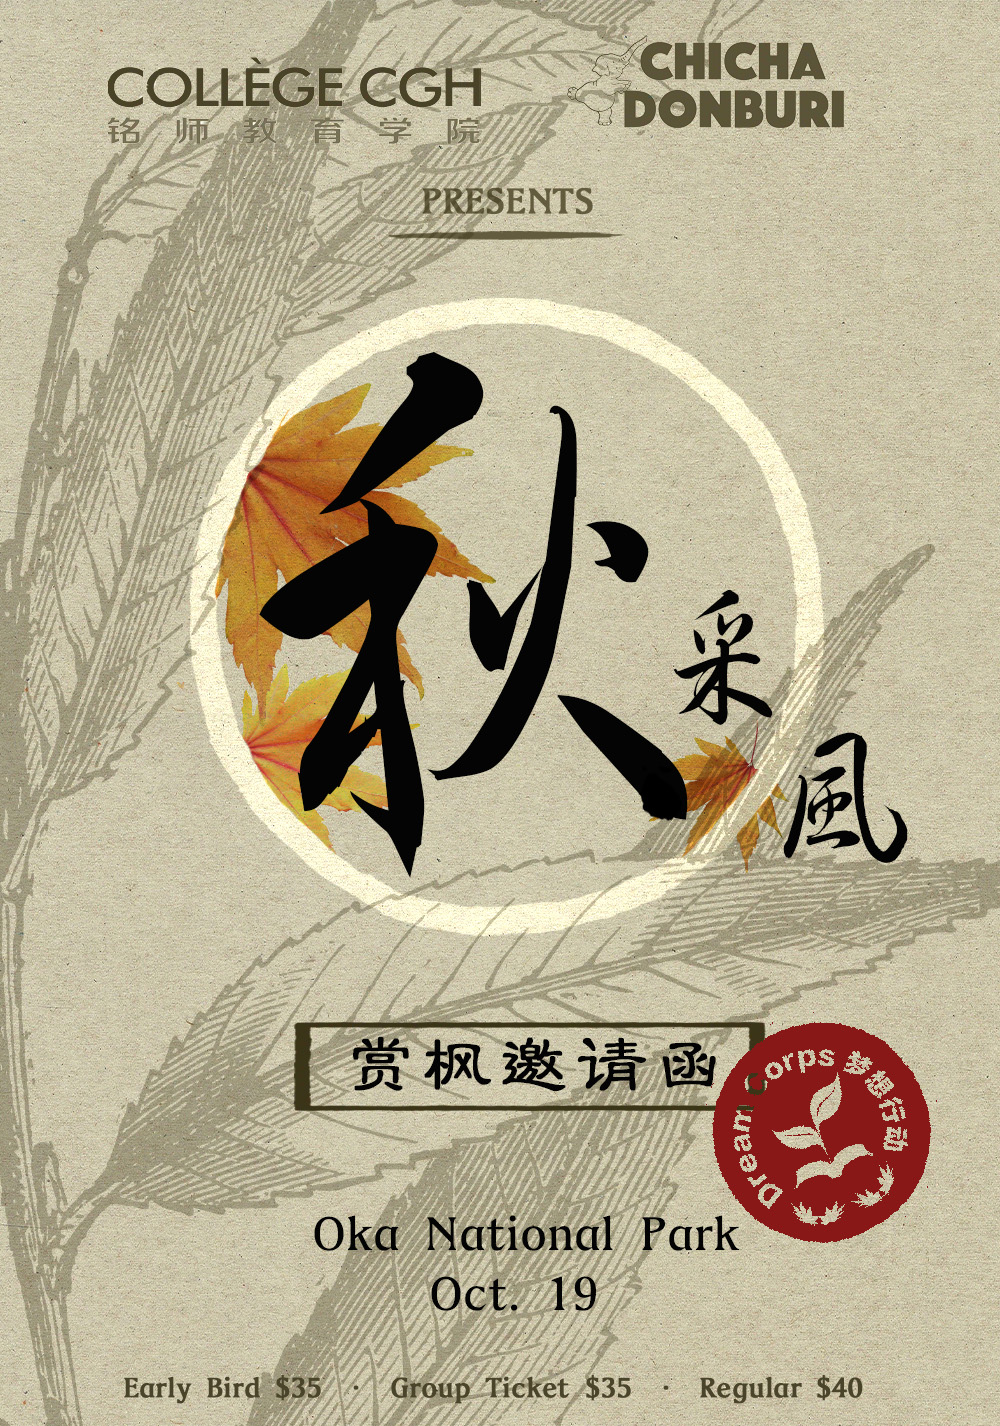 COLLÈGE CGH
铭师教育学院
CHICHA
DONBURI
PRESENTS
秋
采
風
赏枫邀请函
Dream Corps 梦想行动
Oka National Park
Oct. 19
Early Bird $35 · Group Ticket $35 · Regular $40